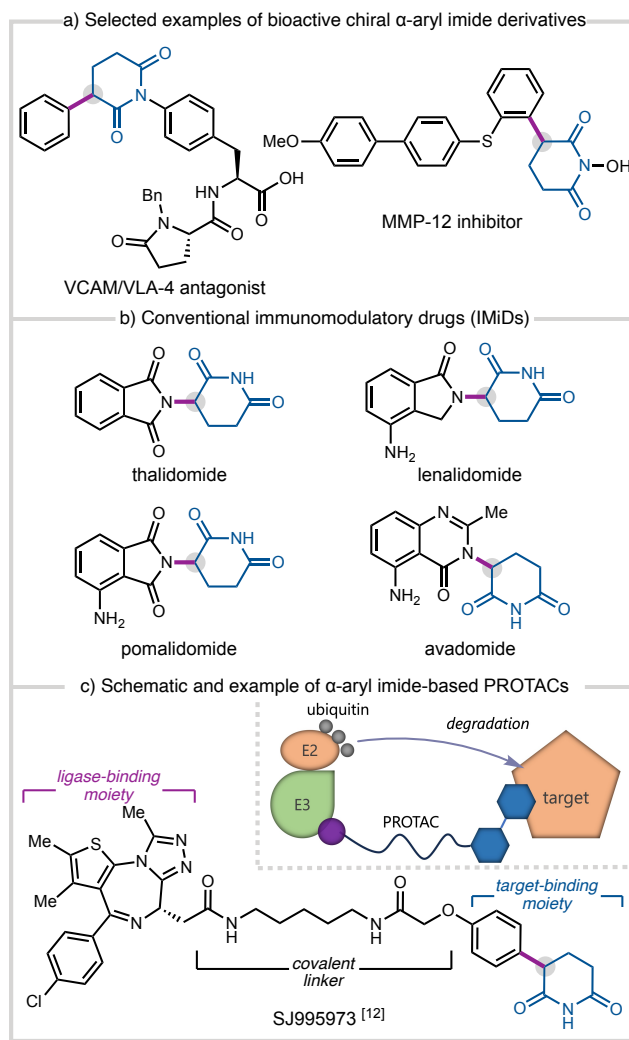 a) Selected examples of bioactive chiral α-aryl imide derivatives
O
N
O
MeO
S
O
N
OH
O
Bn
N
O
HN
O
OH
O
MMP-12 inhibitor
VCAM/VLA-4 antagonist
b) Conventional immunomodulatory drugs (IMiDs)
O
N
O
O
NH
O
thalidomide
O
N
NH2
O
NH
O
lenalidomide
O
N
O
NH2
O
NH
O
pomalidomide
N
Me
N
O
NH2
O
N
H
O
avadomide
c) Schematic and example of α-aryl imide-based PROTACs
ubiquitin
degradation
E2
E3
target
PROTAC
ligase-binding
moiety
Me
N
N
N
S
Me
Me
N
Cl
O
N
H
H
N
O
O
target-binding
moiety
covalent
linker
O
N
H
O
SJ995973 [12]